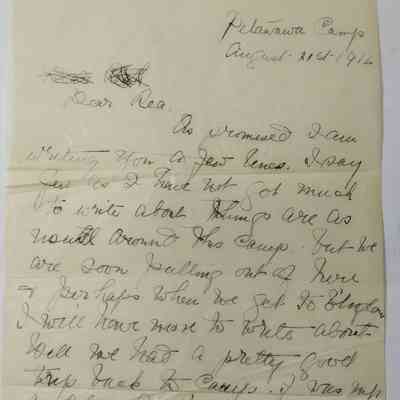 Petawawa Camp
August 21st 1916
Dear Rea.
As promised I am
writing you a few lines. I say
few as I have not got much
to write about things are as
usual around this Camp. but we
are soon pulling out of here
& perhaps when we get to
I will have more to write about
Well we had a pretty good
trip back to Camp. I was